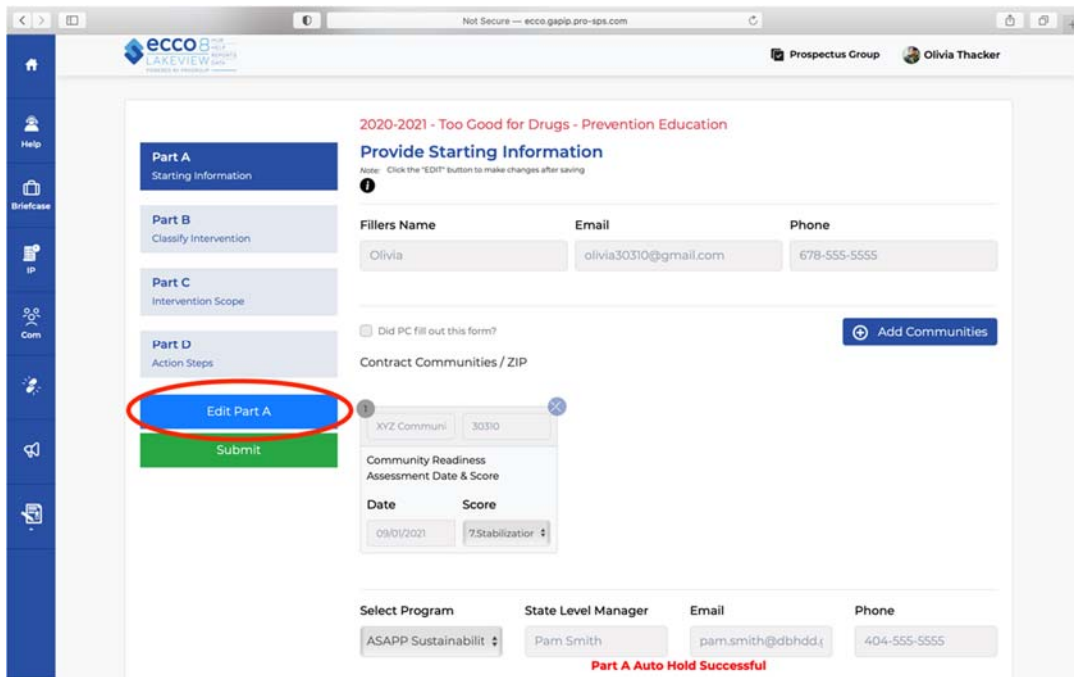 Not Secure — ecco.gapip.pro-sps.com
ecco 8
LAKEVIEW
Prospectus Group
Olivia Thacker
Help
Briefcase
IP
Com
Part A
Starting Information
Part B
Classify Intervention
Part C
Intervention Scope
Part D
Action Steps
Edit Part A
Submit
2020-2021 - Too Good for Drugs - Prevention Education
Provide Starting Information
Note: Click the "EDIT" button to make changes after saving
Fillers Name Email Phone
Olivia olivia30310@gmail.com 678-555-5555
Did PC fill out this form?
Add Communities
Contract Communities / ZIP
1
XYZ Communi 30310
Community Readiness
Assessment Date & Score
Date Score
09/01/2021 7.Stabilization
Select Program State Level Manager Email Phone
ASAPP Sustainabilit Pam Smith pam.smith@dbhdd.g 404-555-5555
Part A Auto Hold Successful